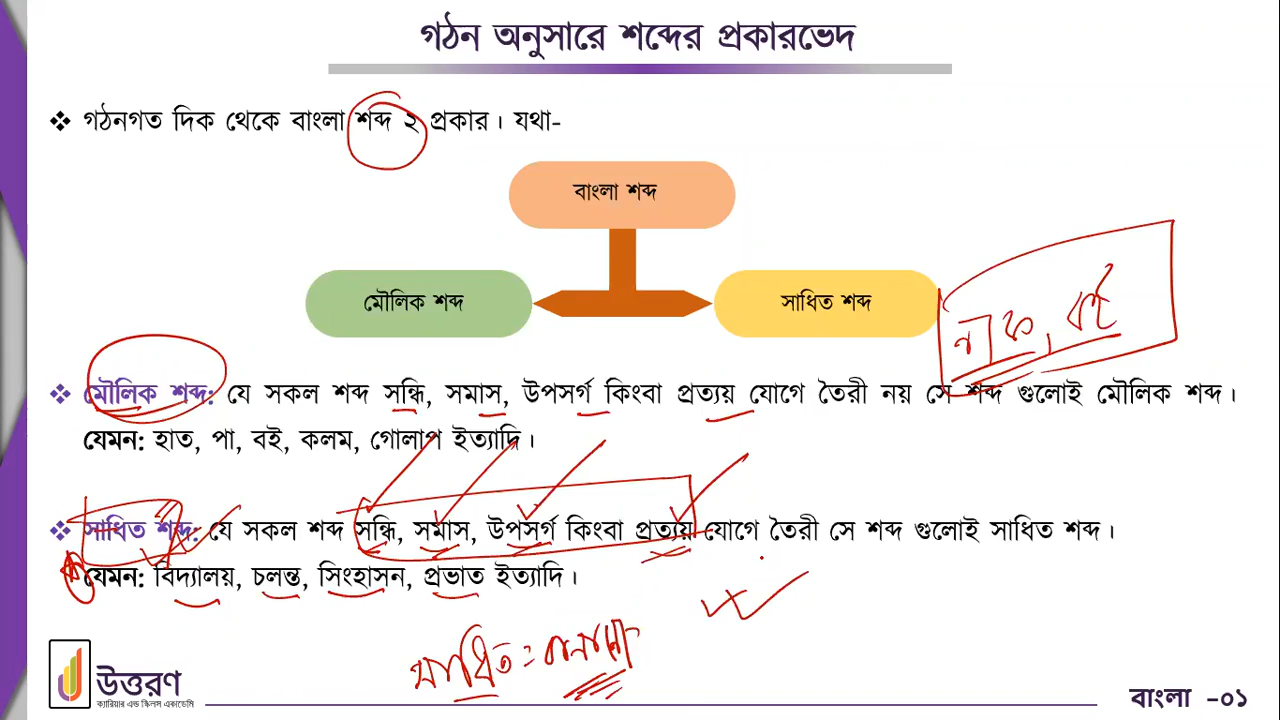 গঠন অনুসারে শব্দের প্রকারভেদ
❖ গঠনগত দিক থেকে বাংলা শব্দ ২ প্রকার। যথা-
বাংলা শব্দ
মৌলিক শব্দ
সাধিত শব্দ
নাক, বই
❖ মৌলিক শব্দ: যে সকল শব্দ সন্ধি, সমাস, উপসর্গ কিংবা প্রত্যয় যোগে তৈরী নয় সে শব্দ গুলোই মৌলিক শব্দ।
যেমন: হাত, পা, বই, কলম, গোলাপ ইত্যাদি।
❖ সাধিত শব্দ: যে সকল শব্দ সন্ধি, সমাস, উপসর্গ কিংবা প্রত্যয় যোগে তৈরী সে শব্দ গুলোই সাধিত শব্দ।
যেমন: বিদ্যালয়, চলন্ত, সিংহাসন, প্রভাত ইত্যাদি।
সাধিত = বানানো
উত্তরণ
ক্যারিয়ার এন্ড স্কিলস একাডেমি
বাংলা -০১